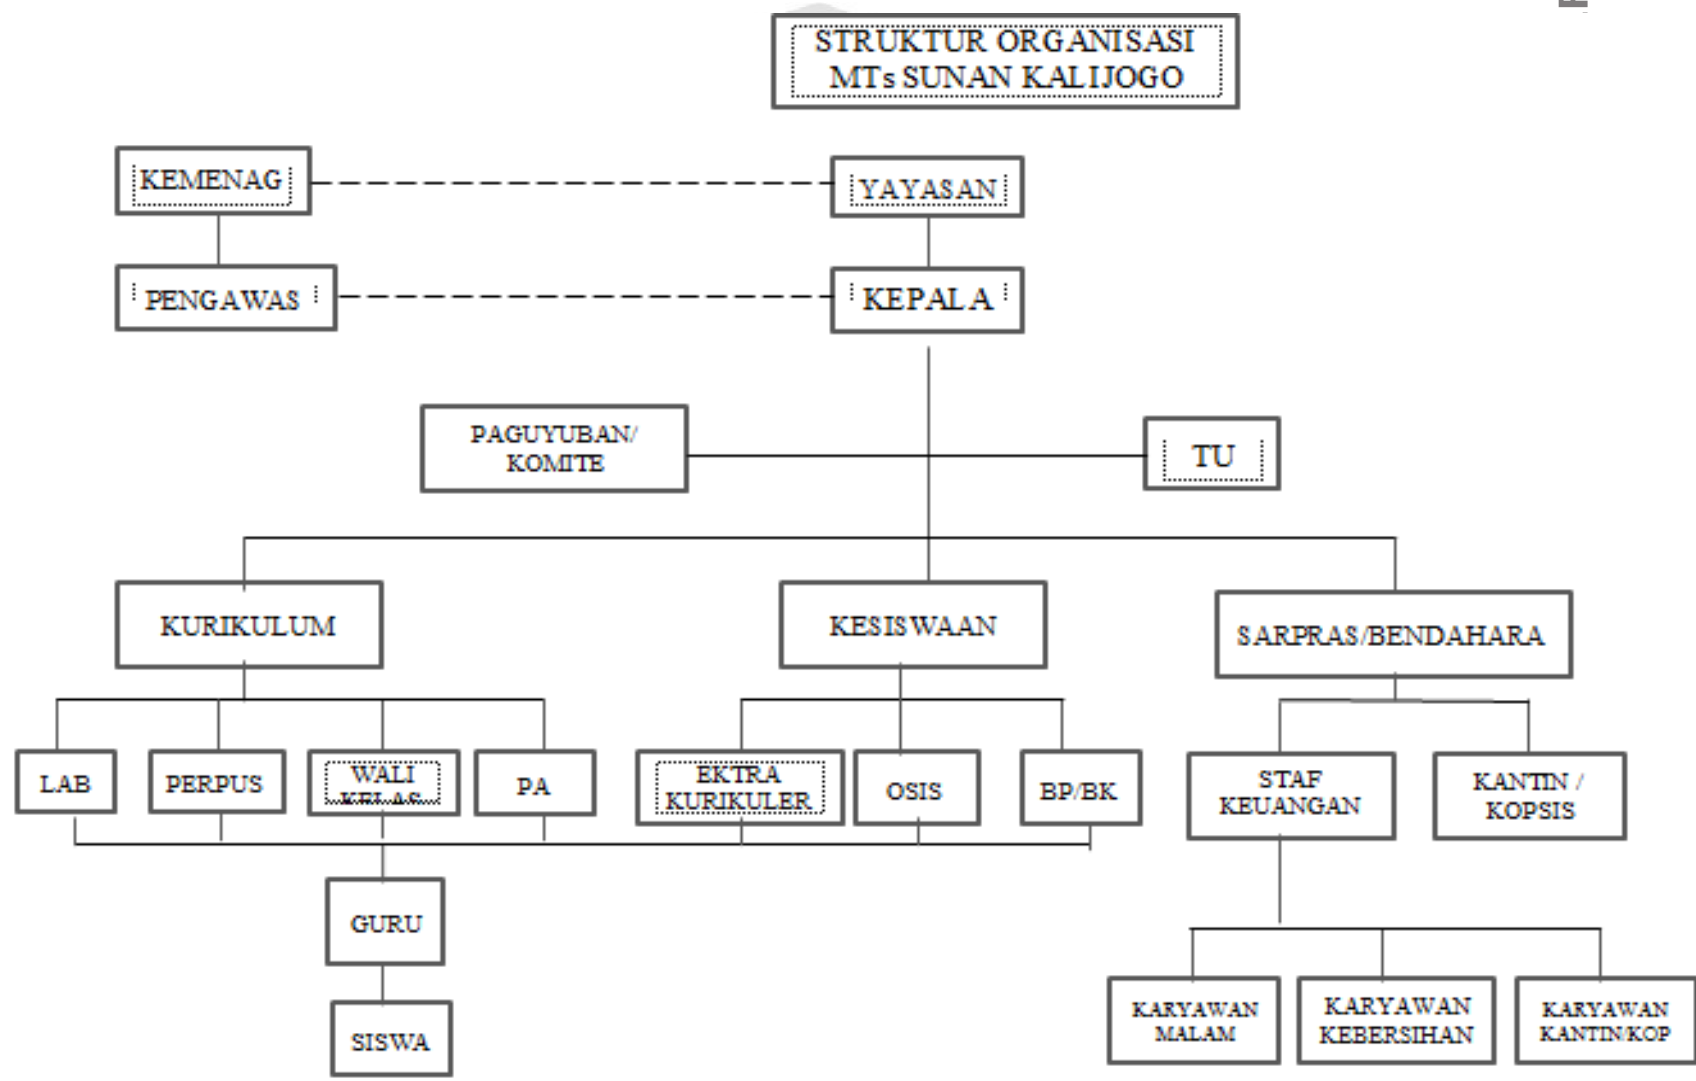 STRUKTUR ORGANISASI
MTs SUNAN KALIJOGO
KEMENAG
YAYASAN
PENGAWAS
KEPALA
PAGUYUBAN/
KOMITE
TU
KURIKULUM
KESISWAAN
SARPRAS/BENDAHARA
LAB
PERPUS
WALI
KELAS
PA
EKTRA
KURIKULER
OSIS
BP/BK
STAF
KEUANGAN
KANTIN /
KOPSIS
GURU
SISWA
KARYAWAN
MALAM
KARYAWAN
KEBERSIHAN
KARYAWAN
KANTIN/KOP